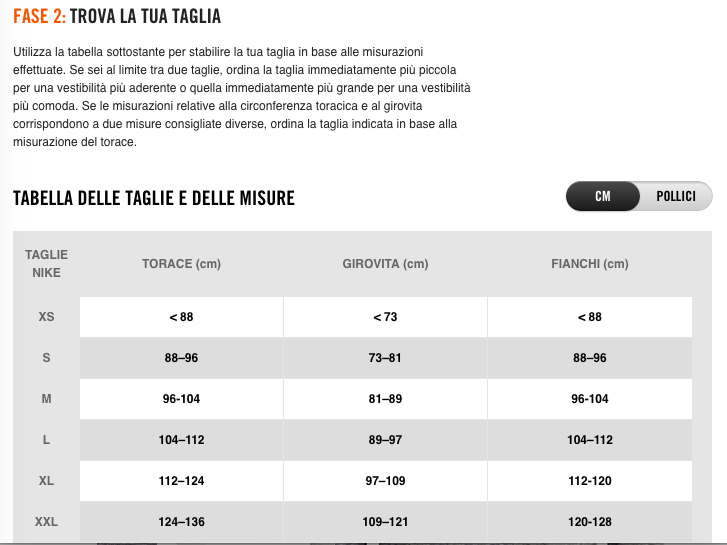 FASE 2: TROVA LA TUA TAGLIA
Utilizza la tabella sottostante per stabilire la tua taglia in base alle misurazioni
effettuate. Se sei al limite tra due taglie, ordina la taglia immediatamente più piccola
per una vestibilità più aderente o quella immediatamente più grande per una vestibilità
più comoda. Se le misurazioni relative alla circonferenza toracica e al girovita
corrispondono a due misure consigliate diverse, ordina la taglia indicata in base alla
misurazione del torace.
TABELLA DELLE TAGLIE E DELLE MISURE CM POLLICI
TAGLIE
NIKE TORACE (cm) GIROVITA (cm) FIANCHI (cm)
XS < 88 < 73 < 88
S 88–96 73–81 88–96
M 96-104 81–89 96-104
L 104–112 89–97 104–112
XL 112–124 97–109 112-120
XXL 124–136 109–121 120-128